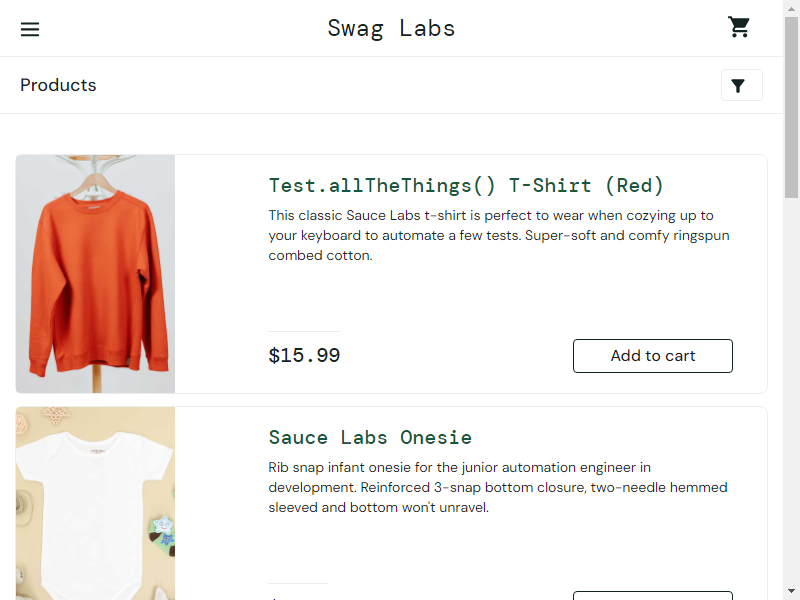 Swag Labs
Products
Test.allTheThings() T-Shirt (Red)
This classic Sauce Labs t-shirt is perfect to wear when cozying up to
your keyboard to automate a few tests. Super-soft and comfy ringspun
combed cotton.
$15.99
Add to cart
Sauce Labs Onesie
Rib snap infant onesie for the junior automation engineer in
development. Reinforced 3-snap bottom closure, two-needle hemmed
sleeved and bottom won't unravel.